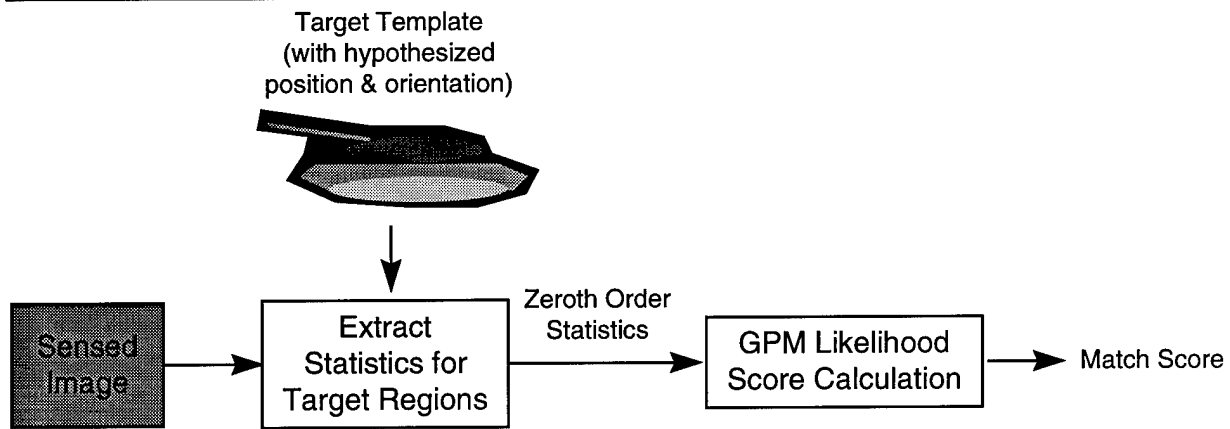 Target Template
(with hypothesized
position & orientation)
Sensed
Image
Extract
Statistics for
Target Regions
Zeroth Order
Statistics
GPM Likelihood
Score Calculation
Match Score